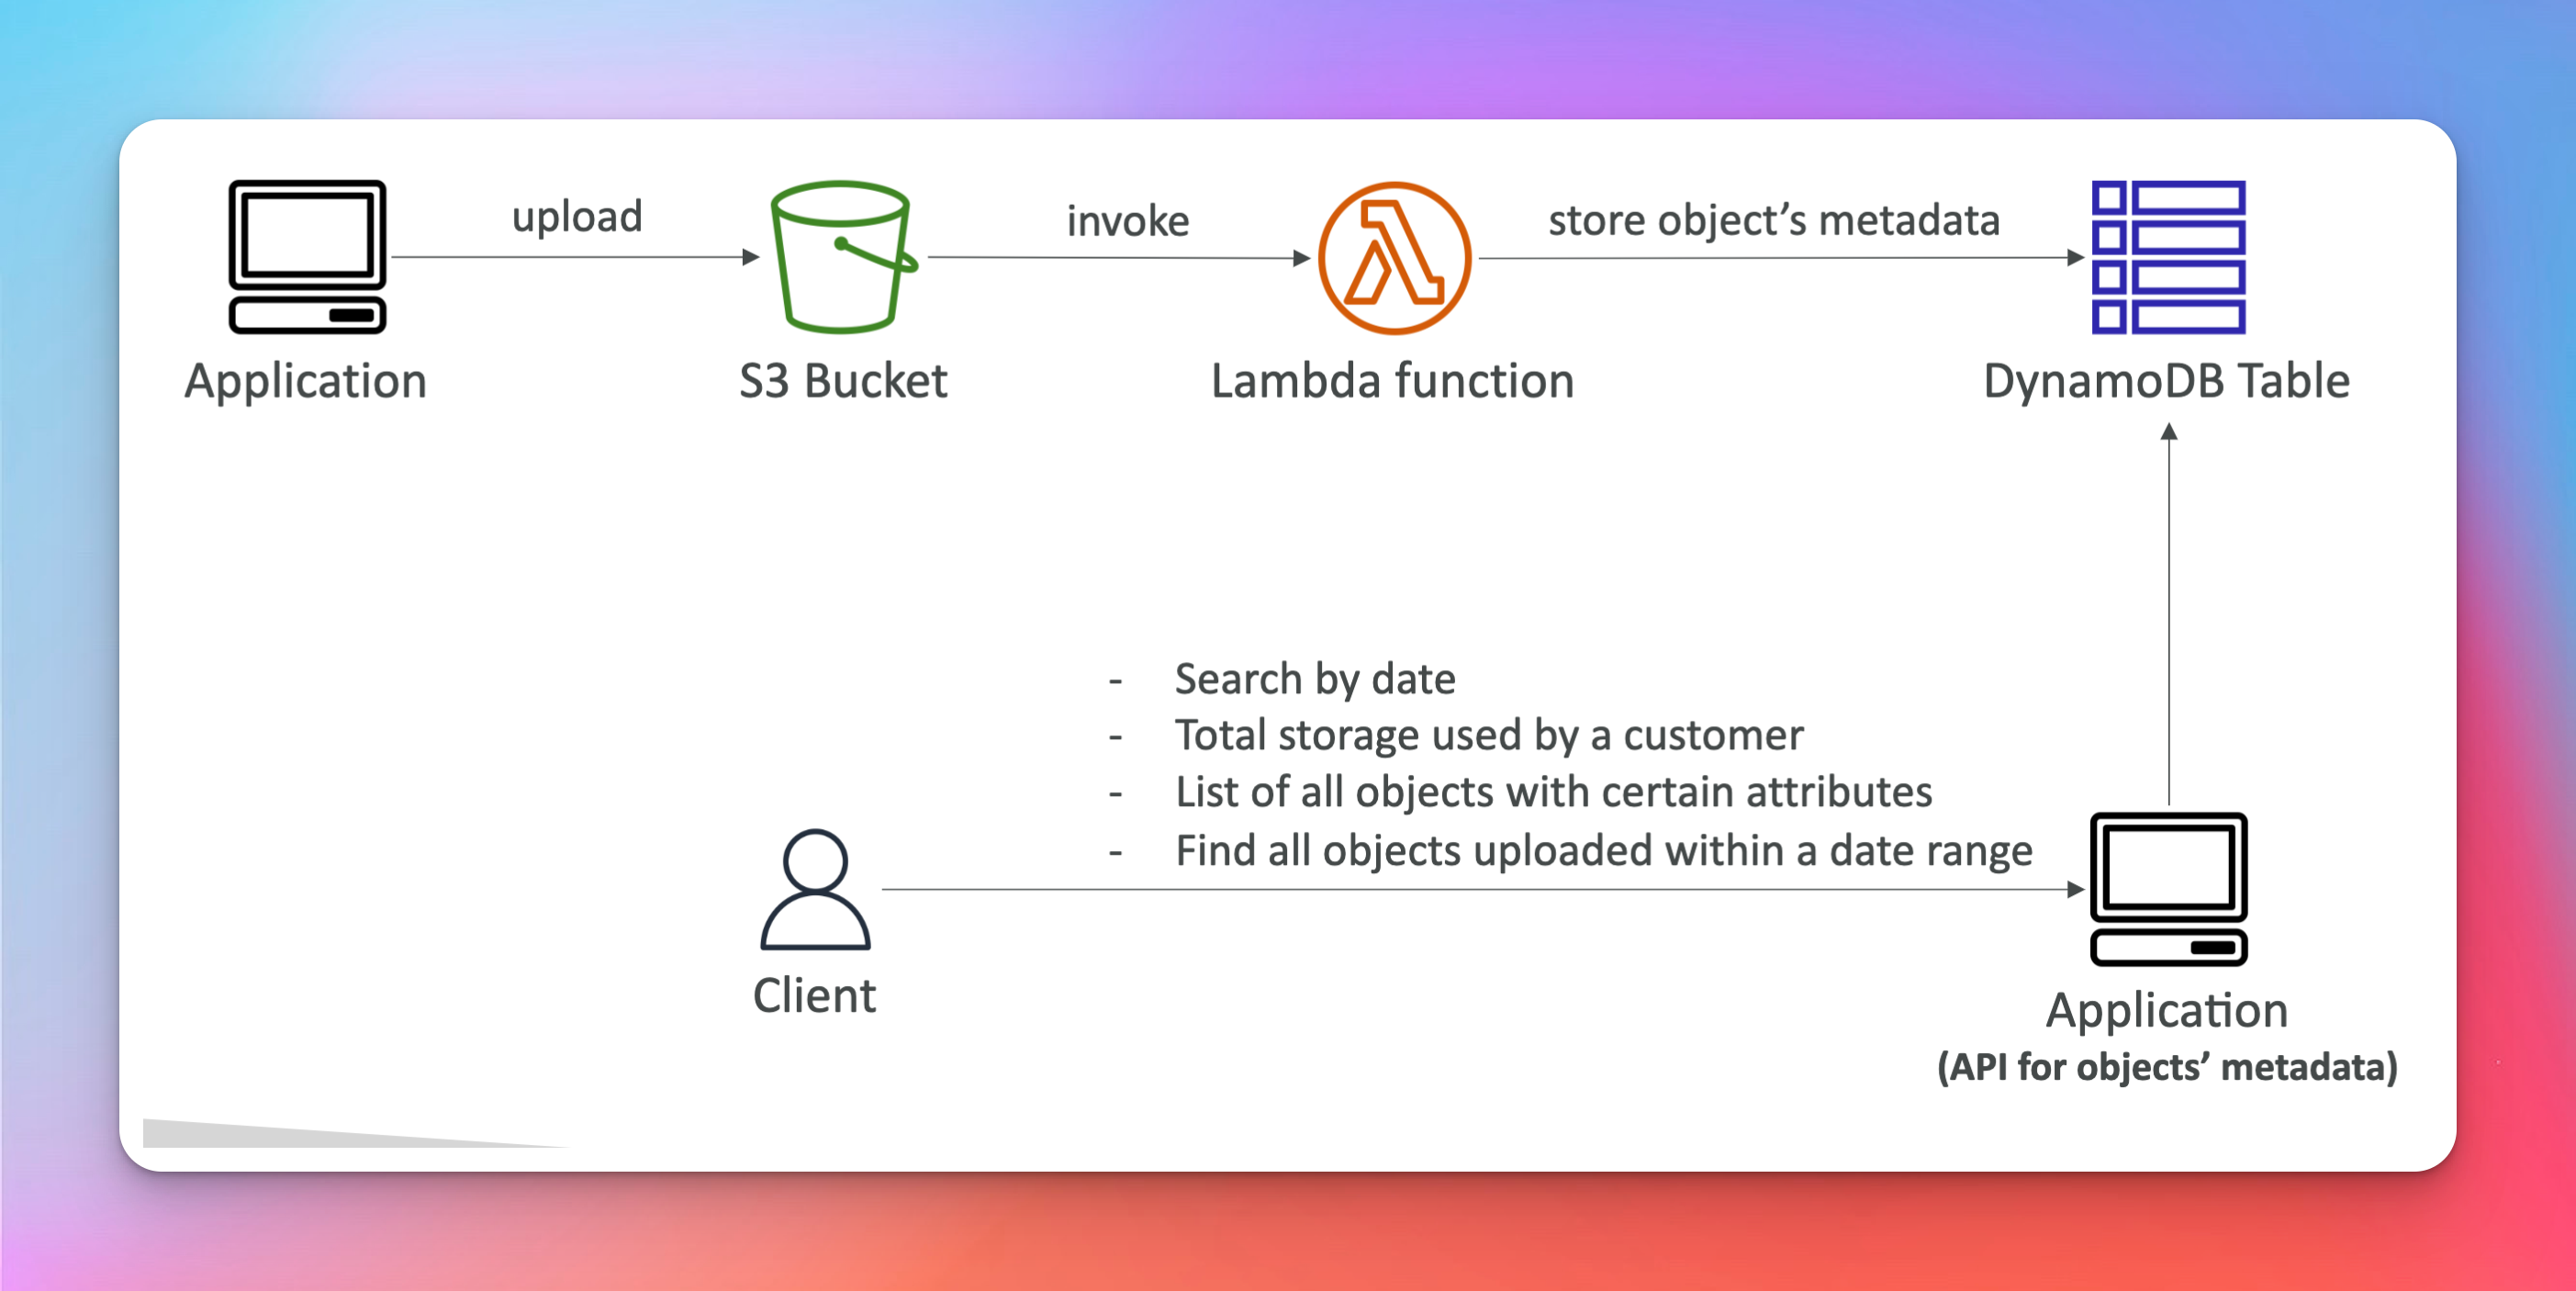 upload
invoke
store object’s metadata
Application
S3 Bucket
Lambda function
DynamoDB Table
- Search by date
- Total storage used by a customer
- List of all objects with certain attributes
- Find all objects uploaded within a date range
Client
Application
(API for objects’ metadata)